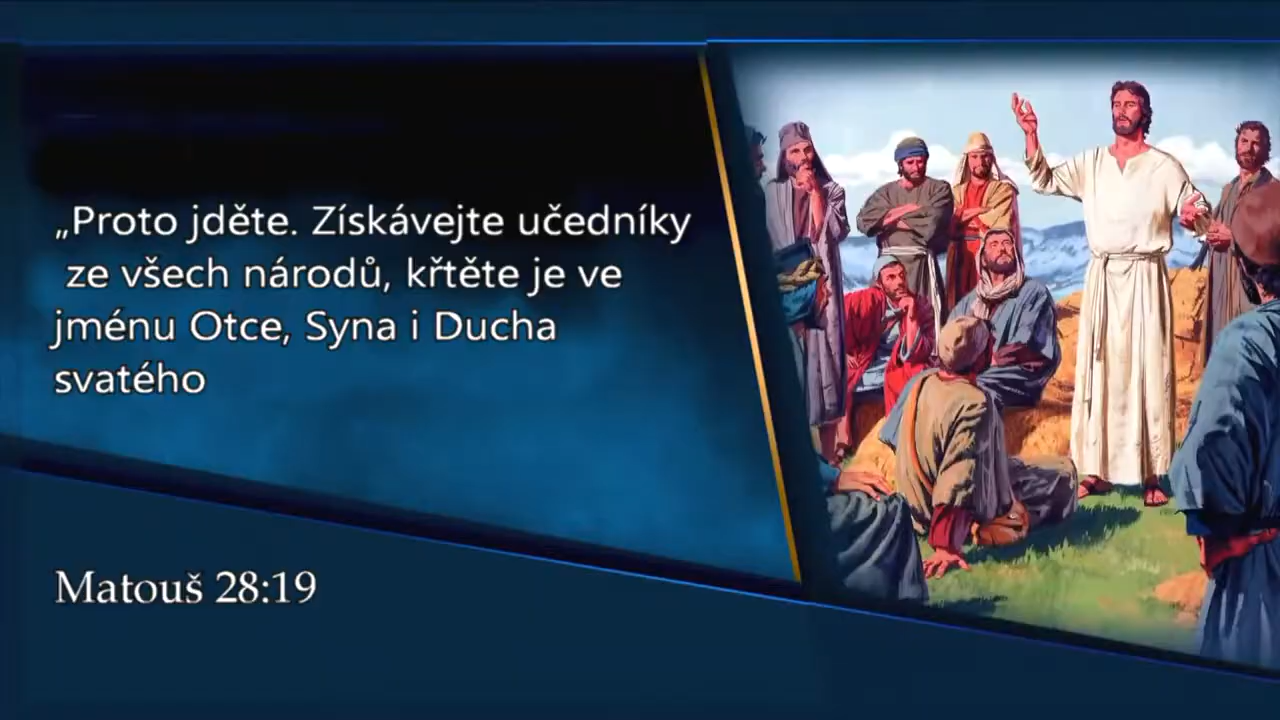 „Proto jděte. Získávejte učedníky
ze všech národů, křtěte je ve
jménu Otce, Syna i Ducha
svatého
Matouš 28:19